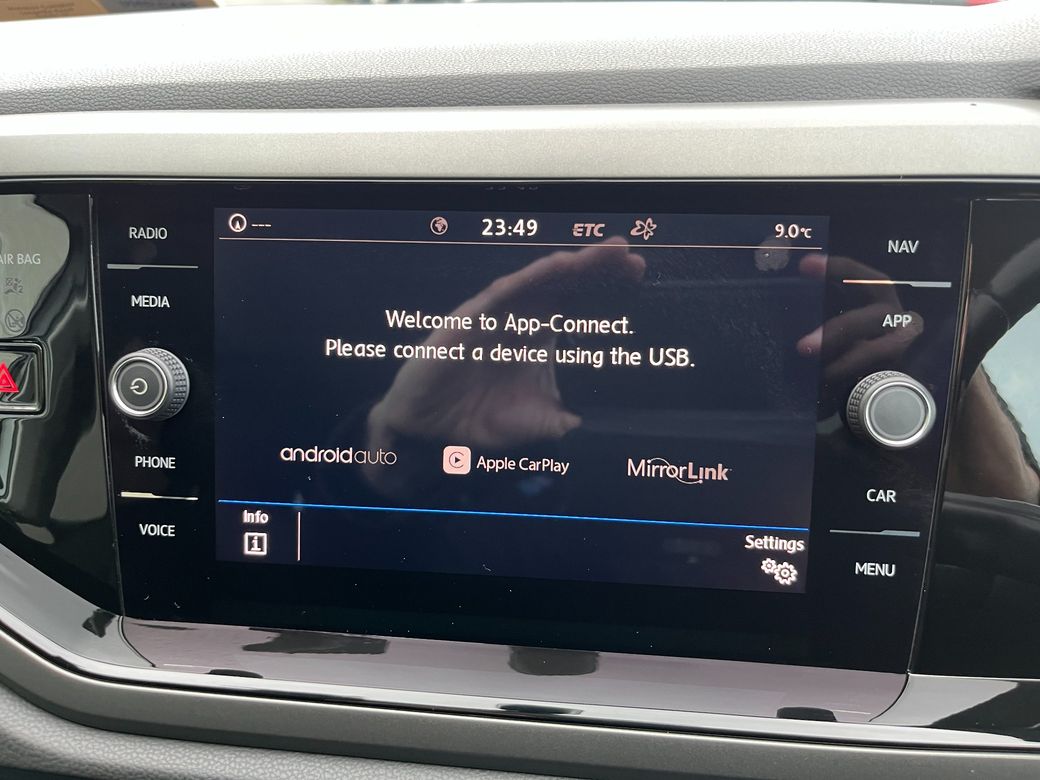 RADIO
MEDIA
PHONE
VOICE
AIR BAG
---
23:49
ETC
9.0°C
Welcome to App-Connect.
Please connect a device using the USB.
androidauto
Apple CarPlay
MirrorLink
Info
i
Settings
NAV
APP
CAR
MENU